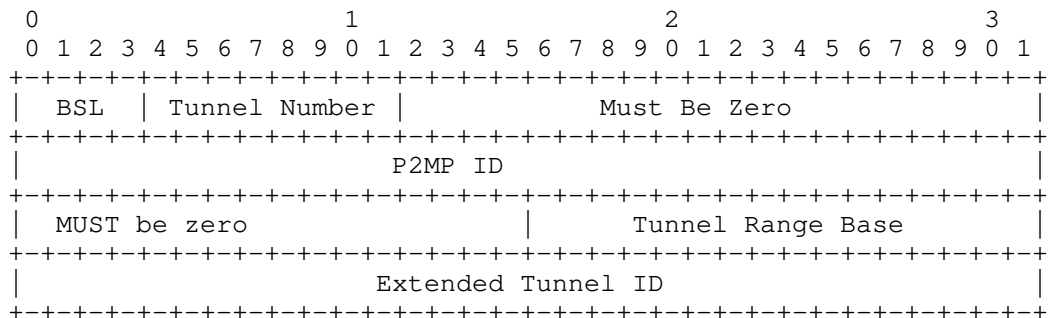 0                   1                   2                   3
 0 1 2 3 4 5 6 7 8 9 0 1 2 3 4 5 6 7 8 9 0 1 2 3 4 5 6 7 8 9 0 1
+-+-+-+-+-+-+-+-+-+-+-+-+-+-+-+-+-+-+-+-+-+-+-+-+-+-+-+-+-+-+-+-+
|  BSL  | Tunnel Number |            Must Be Zero               |
+-+-+-+-+-+-+-+-+-+-+-+-+-+-+-+-+-+-+-+-+-+-+-+-+-+-+-+-+-+-+-+-+
|                       P2MP ID                                 |
+-+-+-+-+-+-+-+-+-+-+-+-+-+-+-+-+-+-+-+-+-+-+-+-+-+-+-+-+-+-+-+-+
|  MUST be zero                 |      Tunnel Range Base        |
+-+-+-+-+-+-+-+-+-+-+-+-+-+-+-+-+-+-+-+-+-+-+-+-+-+-+-+-+-+-+-+-+
|                      Extended Tunnel ID                       |
+-+-+-+-+-+-+-+-+-+-+-+-+-+-+-+-+-+-+-+-+-+-+-+-+-+-+-+-+-+-+-+-+